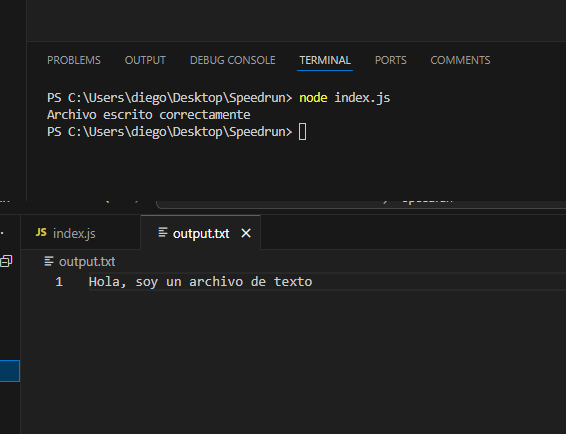 PROBLEMS OUTPUT DEBUG CONSOLE TERMINAL PORTS COMMENTS
PS C:\Users\diego\Desktop\Speedrun> node index.js
Archivo escrito correctamente
PS C:\Users\diego\Desktop\Speedrun>
JS index.js output.txt
output.txt
1 Hola, soy un archivo de texto